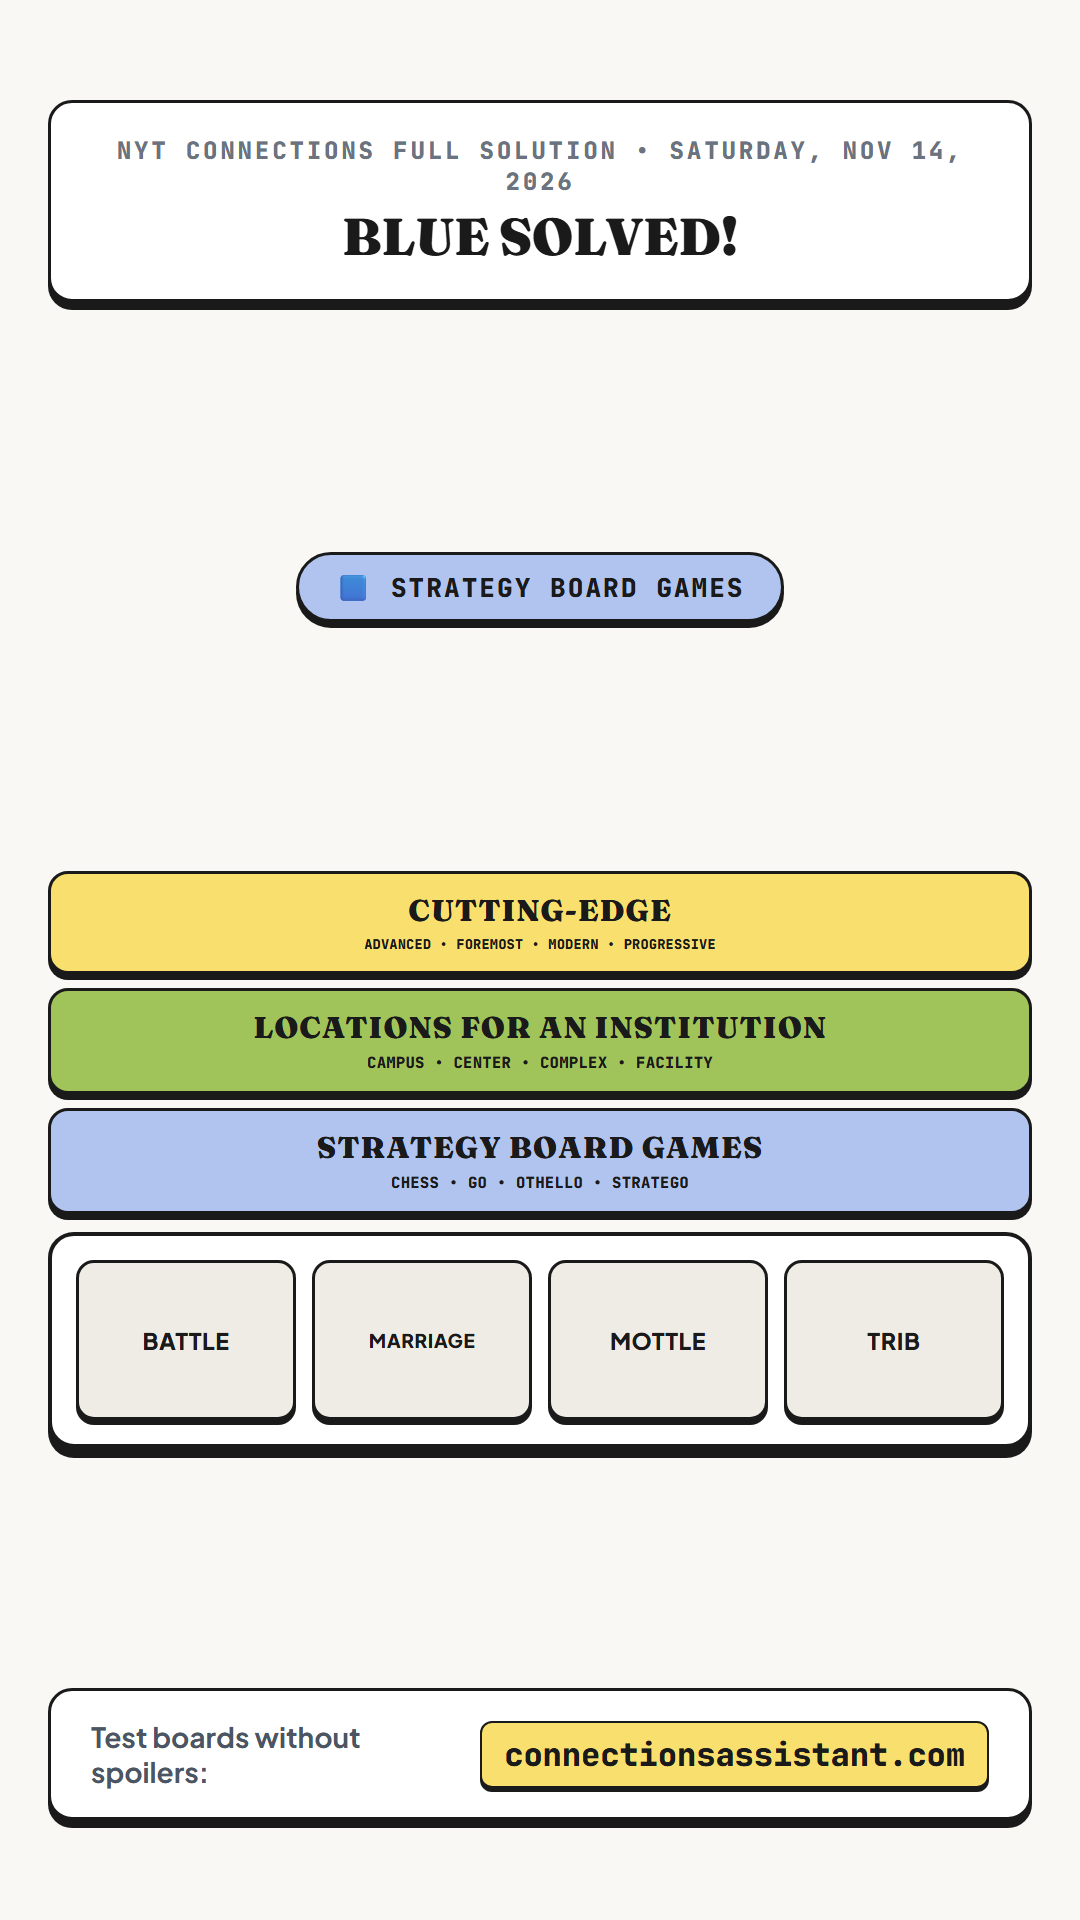 NYT CONNECTIONS FULL SOLUTION • SATURDAY, NOV 14,
2026
BLUE SOLVED!
STRATEGY BOARD GAMES
CUTTING-EDGE
ADVANCED • FOREMOST • MODERN • PROGRESSIVE
LOCATIONS FOR AN INSTITUTION
CAMPUS • CENTER • COMPLEX • FACILITY
STRATEGY BOARD GAMES
CHESS • GO • OTHELLO • STRATEGO
BATTLE MARRIAGE MOTTLE TRIB
Test boards without
spoilers:
connectionsassistant.com